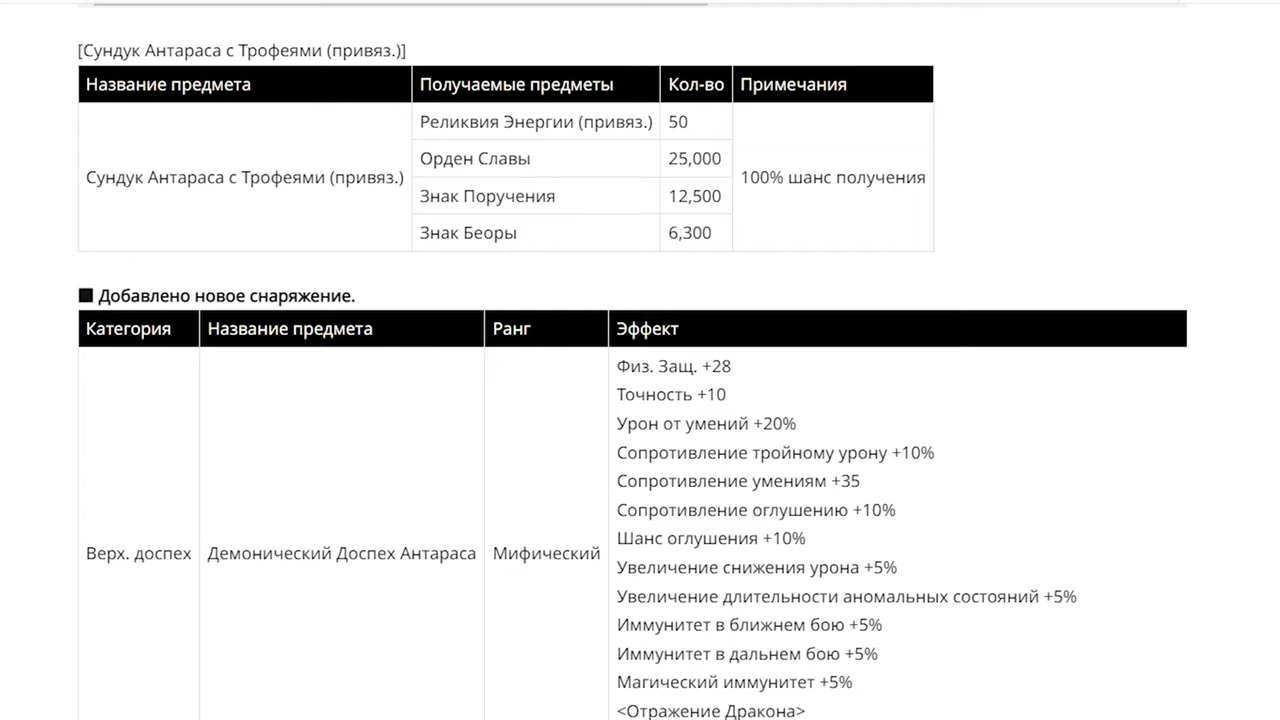 [Сундук Антараса с Трофеями (привяз.)]
Название предмета Получаемые предметы Кол-во Примечания
Сундук Антараса с Трофеями (привяз.)
Реликвия Энергии (привяз.) 50
Орден Славы 25,000
Знак Поручения 12,500
Знак Беоры 6,300
100% шанс получения
■ Добавлено новое снаряжение.
Категория Название предмета Ранг Эффект
Верх. доспех Демонический Доспех Антараса Мифический
Физ. Защ. +28
Точность +10
Урон от умений +20%
Сопротивление тройному урону +10%
Сопротивление умениям +35
Сопротивление оглушению +10%
Шанс оглушения +10%
Увеличение снижения урона +5%
Увеличение длительности аномальных состояний +5%
Иммунитет в ближнем бою +5%
Иммунитет в дальнем бою +5%
Магический иммунитет +5%
<Отражение Дракона>